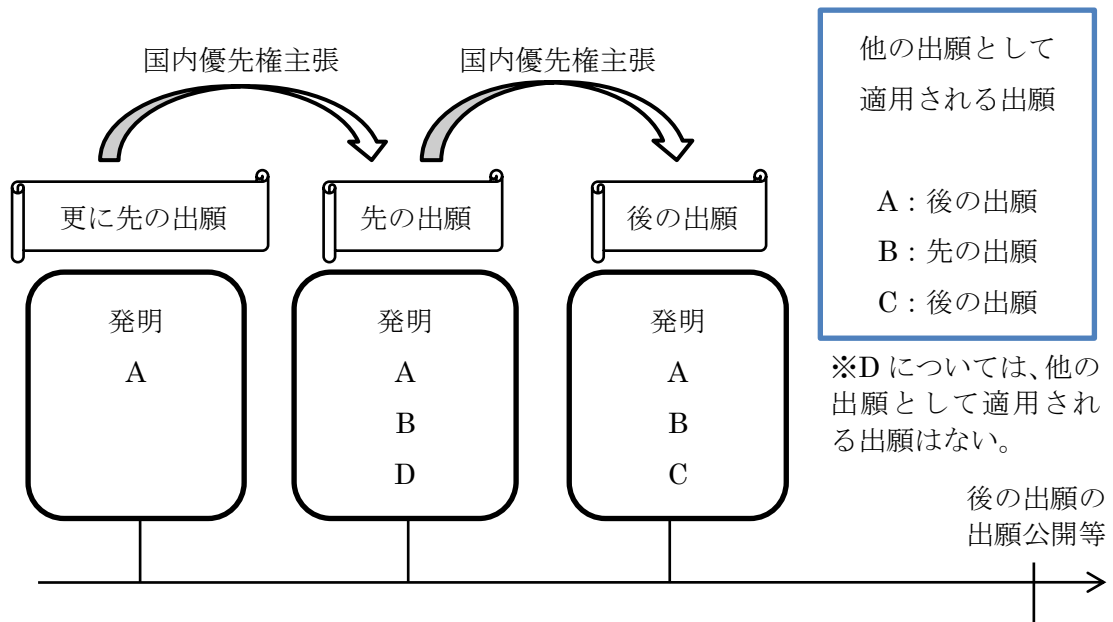 国内優先権主張
国内優先権主張
更に先の出願
先の出願
後の出願
発明
A
発明
A
B
D
発明
A
B
C
他の出願として
適用される出願
A:後の出願
B:先の出願
C:後の出願
※D については、他の
出願として適用され
る出願はない。
後の出願の
出願公開等